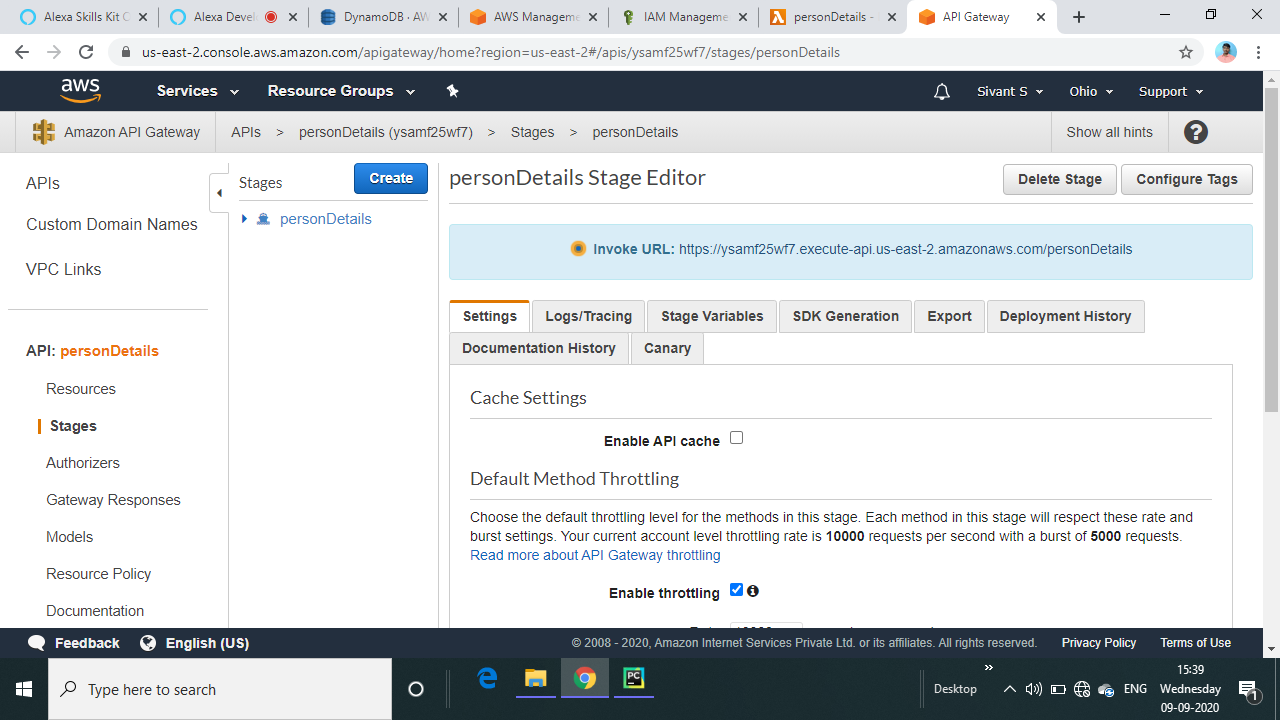 Alexa Skills Kit C
Alexa Devel
DynamoDB · AW
AWS Manageme
IAM Manageme
personDetails -
API Gateway
us-east-2.console.aws.amazon.com/apigateway/home?region=us-east-2#/apis/ysamf25wf7/stages/personDetails
aws Services Resource Groups Sivant S Ohio Support
Amazon API Gateway APIs > personDetails (ysamf25wf7) > Stages > personDetails Show all hints ?
APIs
Custom Domain Names
VPC Links
API: personDetails
Resources
Stages
Authorizers
Gateway Responses
Models
Resource Policy
Documentation
Stages Create
personDetails
personDetails Stage Editor Delete Stage Configure Tags
Invoke URL: https://ysamf25wf7.execute-api.us-east-2.amazonaws.com/personDetails
Settings Logs/Tracing Stage Variables SDK Generation Export Deployment History
Documentation History Canary
Cache Settings
Enable API cache
Default Method Throttling
Choose the default throttling level for the methods in this stage. Each method in this stage will respect these rate and
burst settings. Your current account level throttling rate is 10000 requests per second with a burst of 5000 requests.
Read more about API Gateway throttling
Enable throttling
Feedback English (US) © 2008 - 2020, Amazon Internet Services Private Ltd. or its affiliates. All rights reserved. Privacy Policy Terms of Use
Type here to search
Desktop
ENG
15:39
Wednesday
09-09-2020
1